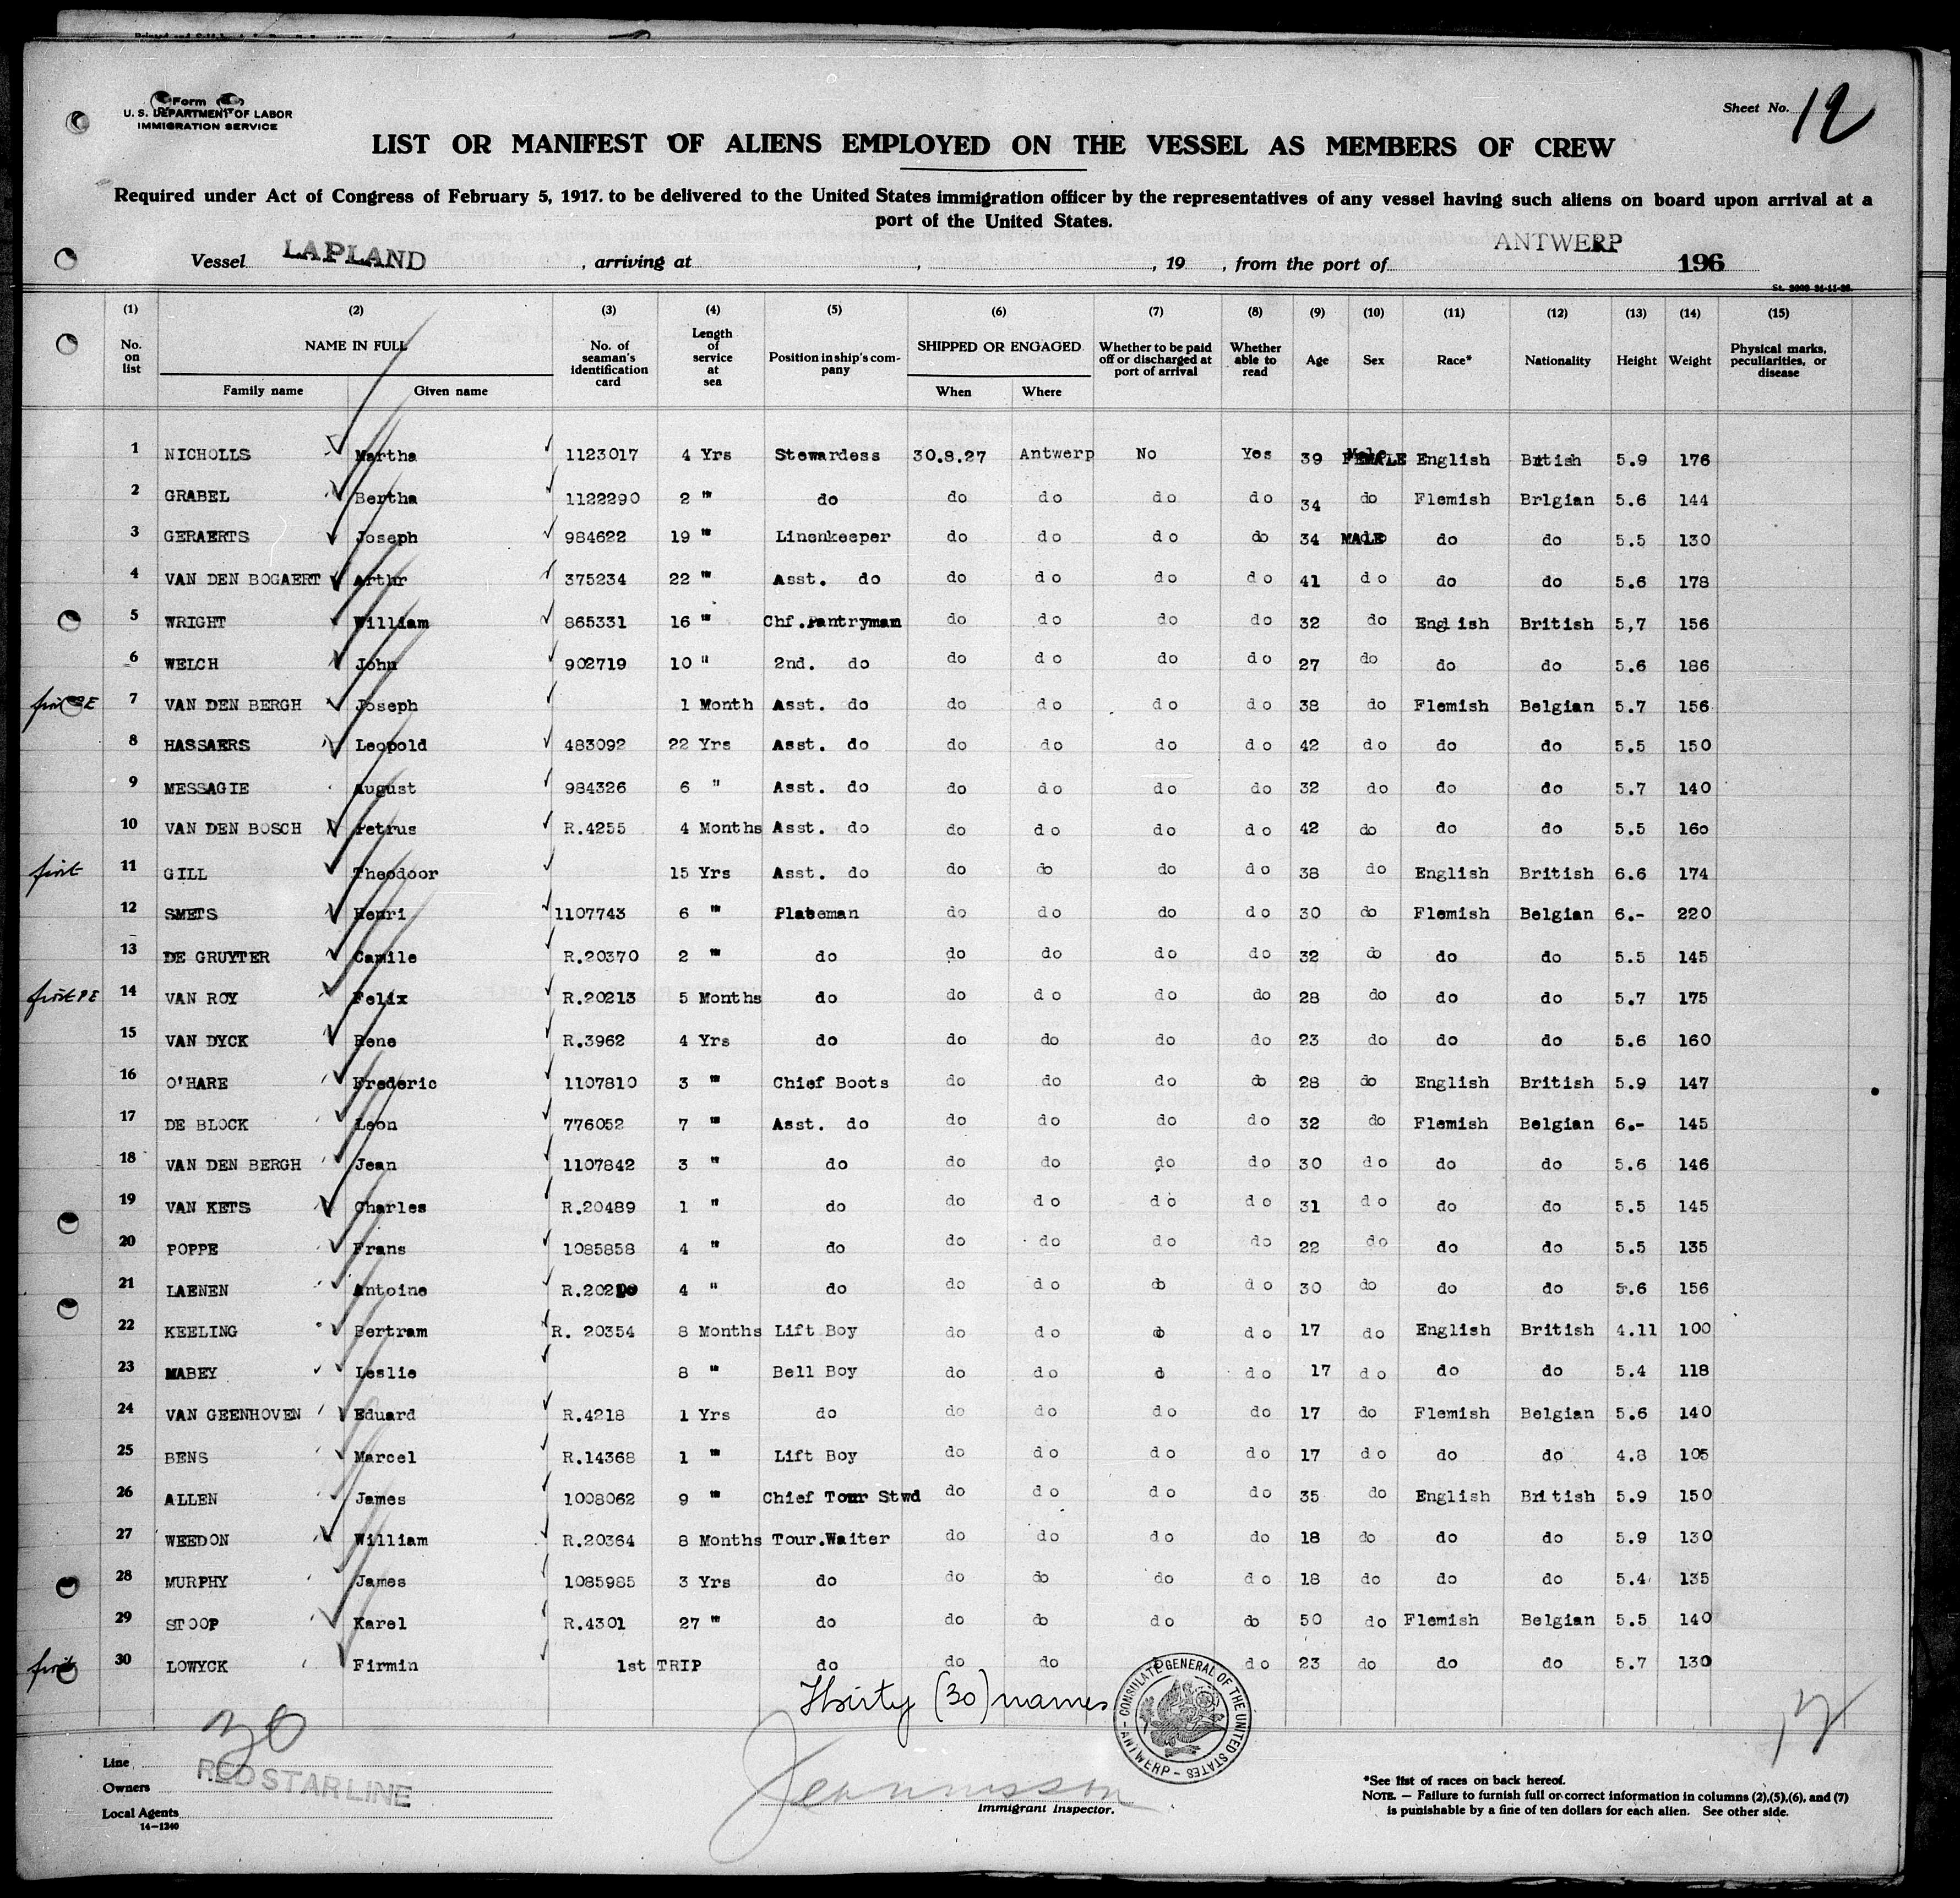 Form
U. S. DEPARTMENT OF LABOR
IMMIGRATION SERVICE
Sheet No. 12
LIST OR MANIFEST OF ALIENS EMPLOYED ON THE VESSEL AS MEMBERS OF CREW
Required under Act of Congress of February 5, 1917. to be delivered to the United States immigration officer by the representatives of any vessel having such aliens on board upon arrival at a
port of the United States.
Vessel LAPLAND , arriving at , , 19 , from the port of ANTWERP 196
(1) (2) (3) (4) (5) (6) (7) (8) (9) (10) (11) (12) (13) (14) (15)
No. on list NAME IN FULL Family name Given name No. of seaman's identification card Length of service at sea Position in ship's company SHIPPED OR ENGAGED When Where Whether to be paid off or discharged at port of arrival Whether able to read Age Sex Race* Nationality Height Weight Physical marks, peculiarities, or disease
1 NICHOLLS Martha 1123017 4 Yrs Stewardess 30.8.27 Antwerp No Yes 39 FEMALE English British 5.9 176
2 GRABEL Bertha 1122290 2 " do do do do do 34 do Flemish Brlgian 5.6 144
3 GERAERTS Joseph 984622 19 " Linenkeeper do do do do 34 MALE do do 5.5 130
4 VAN DEN BOGAERT Arthr 375234 22 " Asst. do do do do do 41 do do do 5.6 178
5 WRIGHT William 865331 16 " Chf.Pantryman do do do do 32 do English British 5,7 156
6 WELCH John 902719 10 " 2nd. do do do do do 27 do do do 5.6 186
7 VAN DEN BERGH Joseph 1 Month Asst. do do do do do 38 do Flemish Belgian 5.7 156
8 HASSAERS Leopold 483092 22 Yrs Asst. do do do do do 42 do do do 5.5 150
9 MESSAGIE August 984326 6 " Asst. do do do do do 32 do do do 5.7 140
10 VAN DEN BOSCH Petrus R.4255 4 Months Asst. do do do do do 42 do do do 5.5 160
first 11 GILL Theodoor 15 Yrs Asst. do do do do do 38 do English British 6.6 174
12 SMETS Henri 1107743 6 " Plateman do do do do 30 do Flemish Belgian 6.- 220
13 DE GRUYTER Camile R.20370 2 " do do do do do 32 do do do 5.5 145
first PE 14 VAN ROY Felix R.20213 5 Months do do do do do 28 do do do 5.7 175
15 VAN DYCK Rene R.3962 4 Yrs do do do do do 23 do do do 5.6 160
16 O'HARE Frederic 1107810 3 " Chief Boots do do do do 28 do English British 5.9 147
17 DE BLOCK Leon 776052 7 " Asst. do do do do do 32 do Flemish Belgian 6.- 145
18 VAN DEN BERGH Jean 1107842 3 " do do do do do 30 do do do 5.6 146
19 VAN KETS Charles R.20489 1 " do do do do do 31 do do do 5.5 145
20 POPPE Frans 1085858 4 " do do do do do 22 do do do 5.5 135
21 LAENEN Antoine 4 " do do do do do 30 do do do 5.6 156
22 KEELING Bertram R. 20354 8 Months Lift Boy do do do do 17 do English British 4.11 100
23 MABEY Leslie 8 " Bell Boy do do do do 17 do do do 5.4 118
24 VAN GEENHOVEN Eduard R.4218 1 Yrs do do do do do 17 do Flemish Belgian 5.6 140
25 BENS Marcel R.14368 1 " Lift Boy do do do do 17 do do do 4.8 105
26 ALLEN James 1008062 9 " Chief Tour Stwd do do do do 35 do English British 5.9 150
27 WEEDON William R.20364 8 Months Tour.Waiter do do do do 18 do do do 5.9 130
28 MURPHY James 1085985 3 Yrs do do do do do 18 do do do 5.4 135
29 STOOP Karel R.4301 27 " do do do do do 50 do Flemish Belgian 5.5 140
first 30 LOWYCK Firmin 1st TRIP do do do do do 23 do do do 5.7 130
Thirty (30) names
CONSULATE GENERAL OF THE UNITED STATES - ANTWERP -
30
12
Line
Owners RED STAR LINE
Local Agents
14-1240
Immigrant Inspector.
*See list of races on back hereof.
NOTE. — Failure to furnish full or correct information in columns (2),(5),(6), and (7)
is punishable by a fine of ten dollars for each alien. See other side.